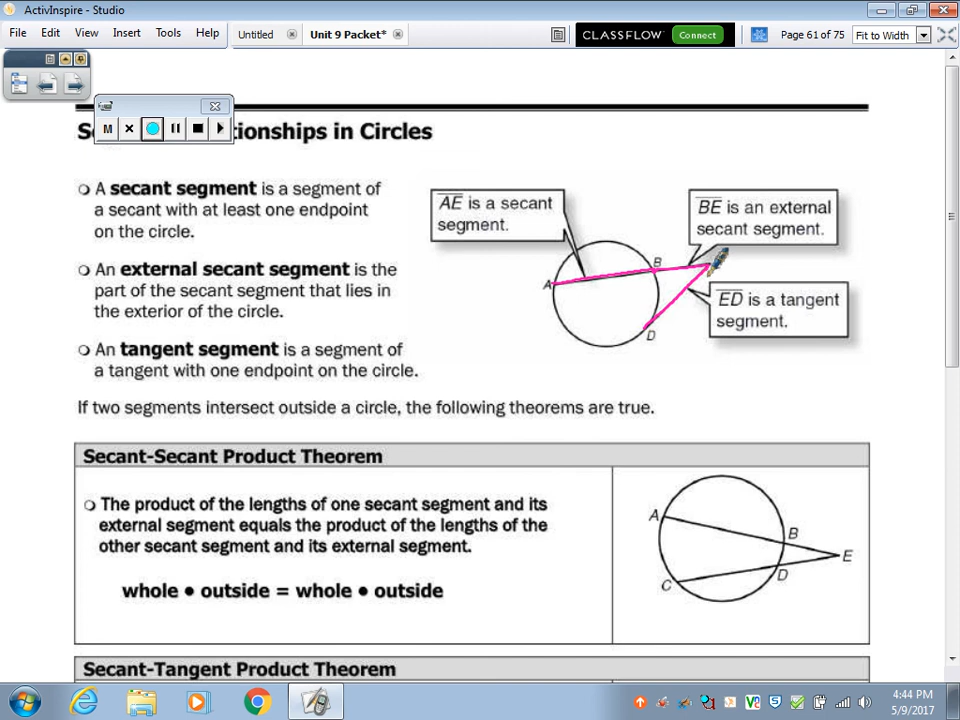 ActivInspire - Studio
File Edit View Insert Tools Help
Untitled
Unit 9 Packet*
CLASSFLOW Connect
Page 61 of 75
Fit to Width
M
tionships in Circles
A secant segment is a segment of
a secant with at least one endpoint
on the circle.
An external secant segment is the
part of the secant segment that lies in
the exterior of the circle.
An tangent segment is a segment of
a tangent with one endpoint on the circle.
AE is a secant
segment.
BE is an external
secant segment.
ED is a tangent
segment.
A
B
D
If two segments intersect outside a circle, the following theorems are true.
Secant-Secant Product Theorem
The product of the lengths of one secant segment and its
external segment equals the product of the lengths of the
other secant segment and its external segment.
whole • outside = whole • outside
A
B
E
D
C
Secant-Tangent Product Theorem
4:44 PM
5/9/2017